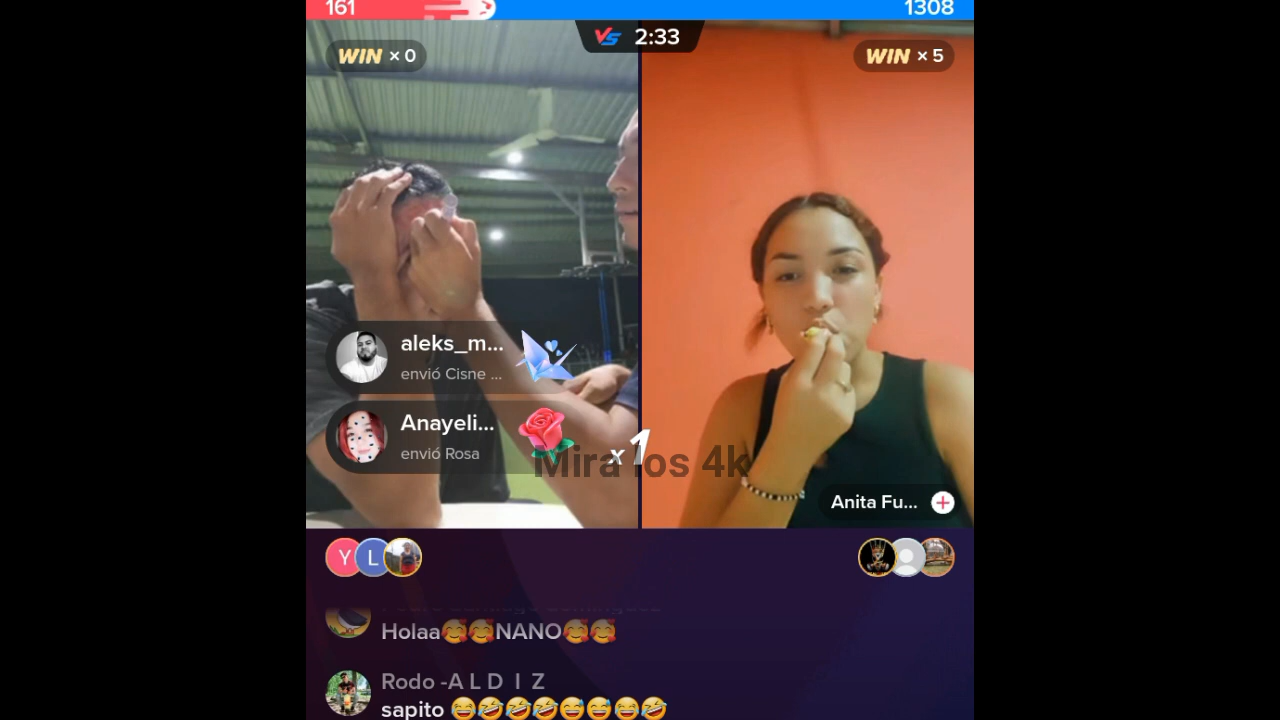 161
1308
VS 2:33
WIN × 0
WIN × 5
aleks_m...
envió Cisne ...
Anayeli...
envió Rosa
x 1
Mira los 4k
Anita Fu...
Y L
Holaa🥰🥰NANO🥰🥰
Rodo -A L D I Z
sapito 😂🤣🤣🤣😅😅😂🤣